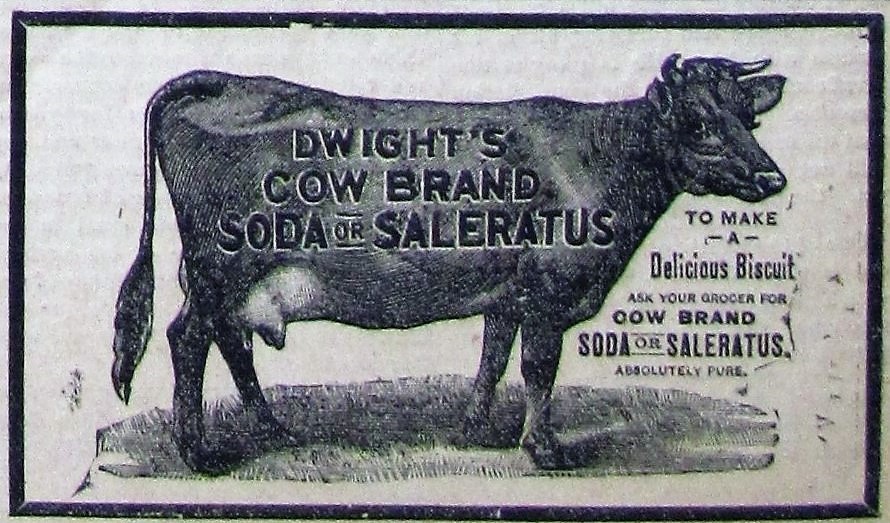 DWIGHT'S
COW BRAND
SODA OR SALERATUS
TO MAKE
-A-
Delicious Biscuit
ASK YOUR GROCER FOR
COW BRAND
SODA OR SALERATUS.
ABSOLUTELY PURE.